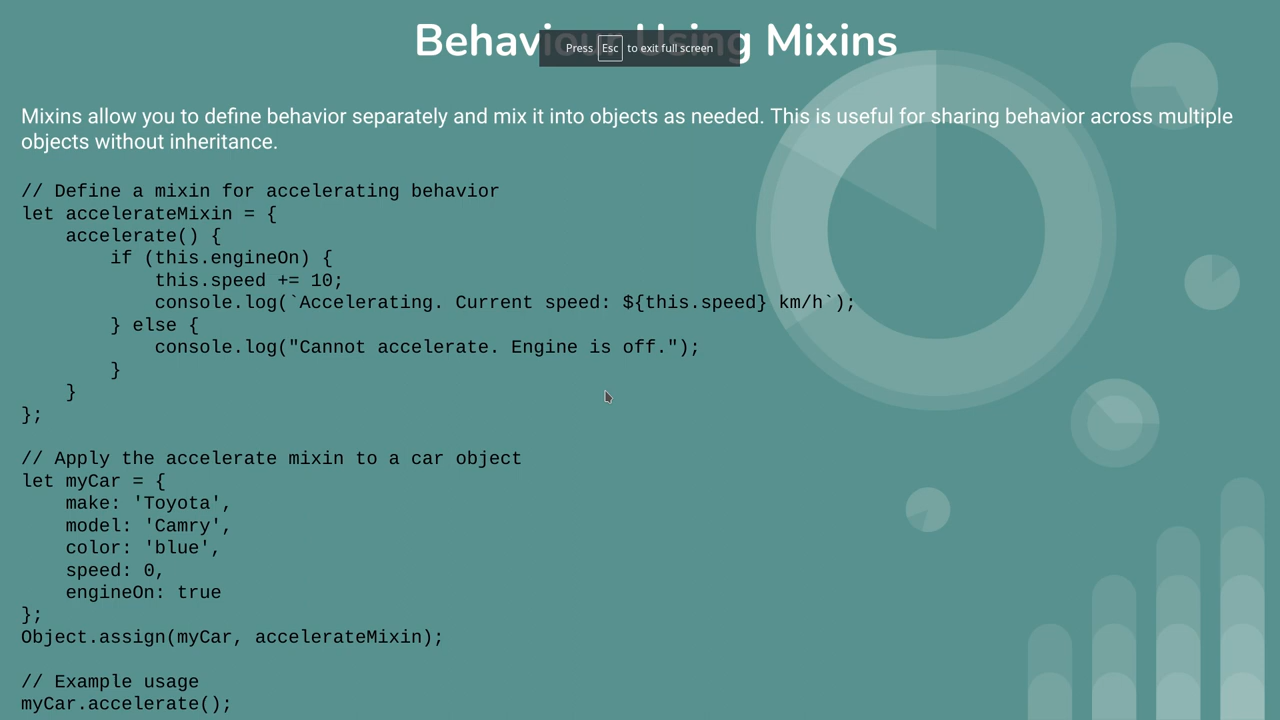 Behaviour Using Mixins
Press Esc to exit full screen
Mixins allow you to define behavior separately and mix it into objects as needed. This is useful for sharing behavior across multiple
objects without inheritance.
// Define a mixin for accelerating behavior
let accelerateMixin = {
    accelerate() {
        if (this.engineOn) {
            this.speed += 10;
            console.log(`Accelerating. Current speed: ${this.speed} km/h`);
        } else {
            console.log("Cannot accelerate. Engine is off.");
        }
    }
};
// Apply the accelerate mixin to a car object
let myCar = {
    make: 'Toyota',
    model: 'Camry',
    color: 'blue',
    speed: 0,
    engineOn: true
};
Object.assign(myCar, accelerateMixin);
// Example usage
myCar.accelerate();